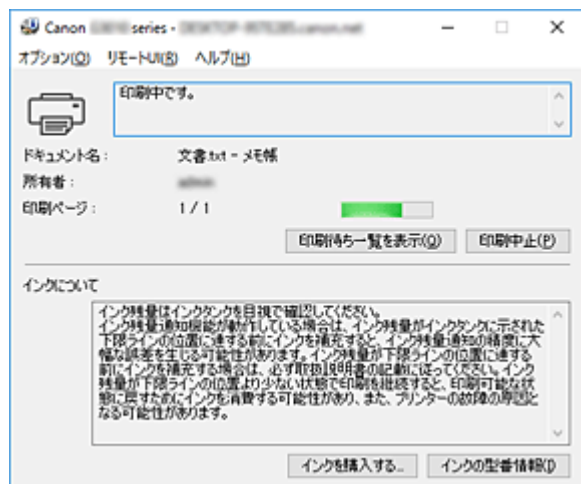 Canon series -
オプション(O) リモートUI(R) ヘルプ(H)
印刷中です。
ドキュメント名： 文書.txt - メモ帳
所有者：
印刷ページ： 1 / 1
印刷待ち一覧を表示(Q) 印刷中止(P)
インクについて
インク残量はインクタンクを目視で確認してください。
インク残量通知機能が動作している場合は、インク残量がインクタンクに示された
下限ラインの位置に達する前にインクを補充すると、インク残量通知の精度に大
幅な誤差を生じる可能性があります。インク残量が下限ラインの位置に達する
前にインクを補充する場合は、必ず取扱説明書の記載に従ってください。インク
残量が下限ラインの位置より少ない状態で印刷を継続すると、印刷可能な状
態に戻すためにインクを消費する可能性があり、また、プリンターの故障の原因と
なる可能性があります。
インクを購入する... インクの型番情報(I)